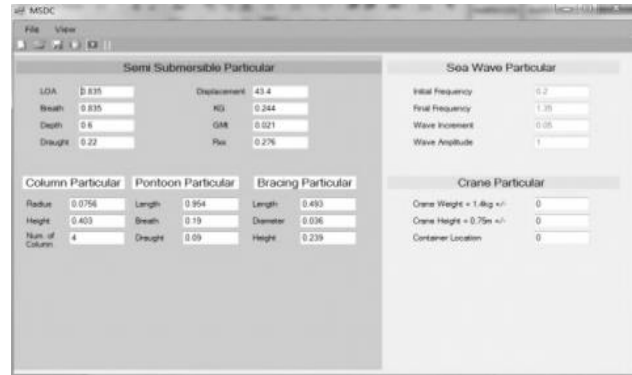 MSDC
File View
Semi Submersible Particular
LOA 0.835 Displacement 43.4
Breath 0.835 KG 0.244
Depth 0.6 GMt 0.021
Draught 0.22 Rxx 0.276
Column Particular Pontoon Particular Bracing Particular
Radius 0.0756 Length 0.954 Length 0.493
Height 0.403 Breath 0.19 Diameter 0.036
Num. of Column 4 Draught 0.09 Height 0.239
Sea Wave Particular
Initial Frequency 0.2
Final Frequency 1.35
Wave Increment 0.05
Wave Amplitude 1
Crane Particular
Crane Weight = 1.4kg +/- 0
Crane Height = 0.75m +/- 0
Container Location 0